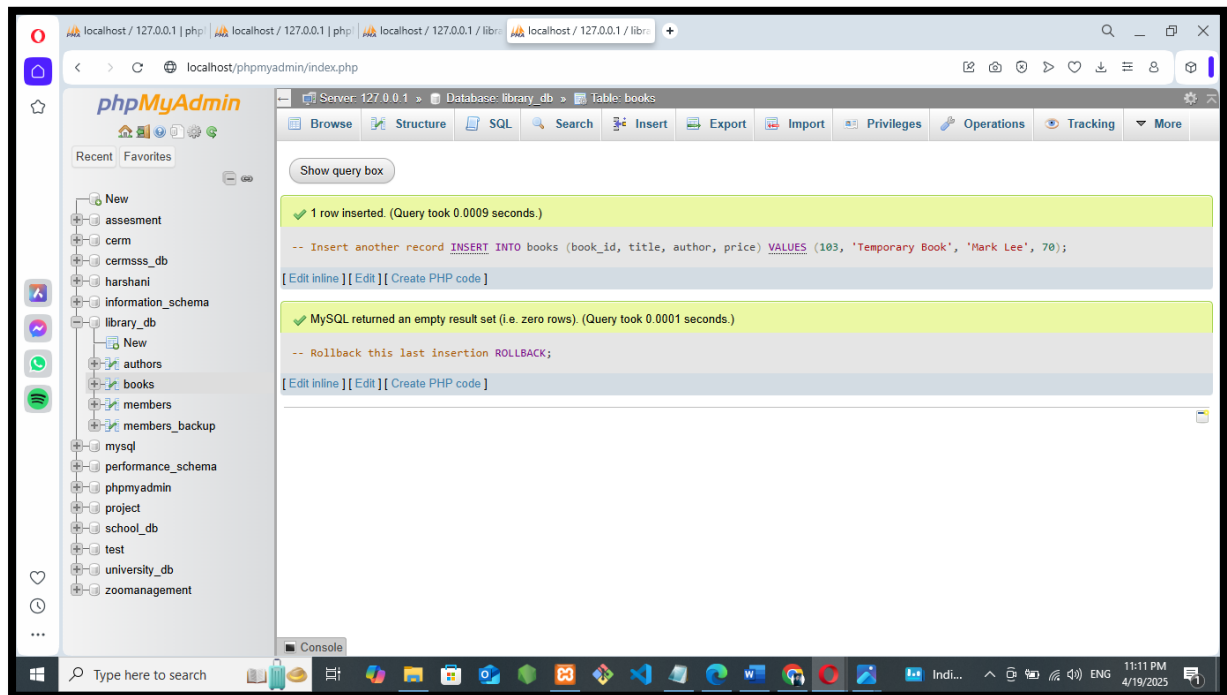 localhost / 127.0.0.1 | php localhost / 127.0.0.1 | php localhost / 127.0.0.1 / libra localhost / 127.0.0.1 / libra
localhost/phpmyadmin/index.php
phpMyAdmin
Recent Favorites
New
assesment
cerm
cermsss_db
harshani
information_schema
library_db
New
authors
books
members
members_backup
mysql
performance_schema
phpmyadmin
project
school_db
test
university_db
zoomanagement
Server: 127.0.0.1 » Database: library_db » Table: books
Browse Structure SQL Search Insert Export Import Privileges Operations Tracking More
Show query box
1 row inserted. (Query took 0.0009 seconds.)
-- Insert another record INSERT INTO books (book_id, title, author, price) VALUES (103, 'Temporary Book', 'Mark Lee', 70);
[ Edit inline ] [ Edit ] [ Create PHP code ]
MySQL returned an empty result set (i.e. zero rows). (Query took 0.0001 seconds.)
-- Rollback this last insertion ROLLBACK;
[ Edit inline ] [ Edit ] [ Create PHP code ]
Console
Type here to search
Indi...
ENG
11:11 PM
4/19/2025
1